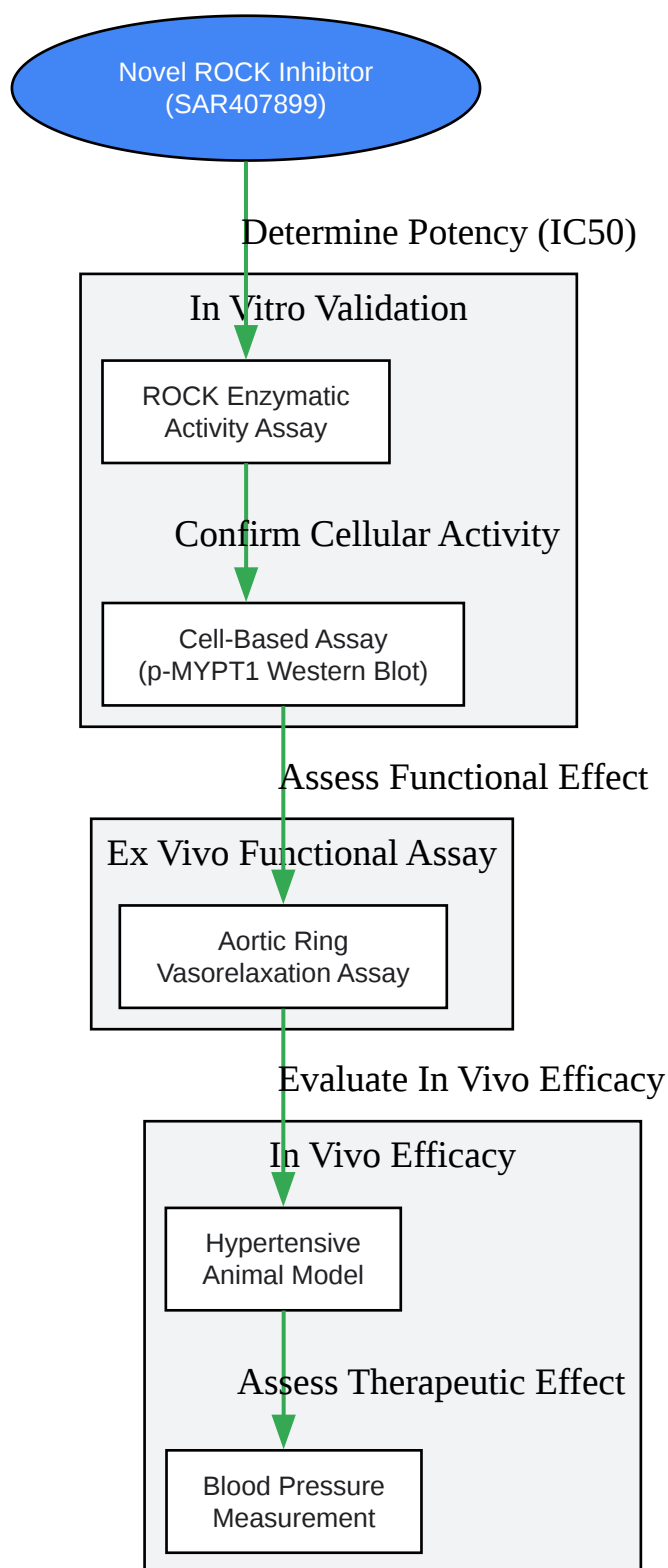 Novel ROCK Inhibitor
(SAR407899)
Determine Potency (IC50)
In Vitro Validation
ROCK Enzymatic
Activity Assay
Confirm Cellular Activity
Cell-Based Assay
(p-MYPT1 Western Blot)
Assess Functional Effect
Ex Vivo Functional Assay
Aortic Ring
Vasorelaxation Assay
Evaluate In Vivo Efficacy
In Vivo Efficacy
Hypertensive
Animal Model
Assess Therapeutic Effect
Blood Pressure
Measurement